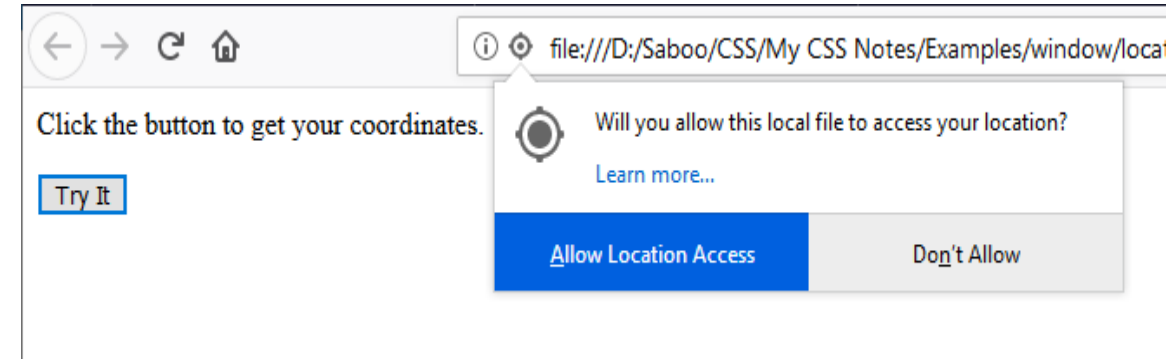 file:///D:/Saboo/CSS/My CSS Notes/Examples/window/locat
Click the button to get your coordinates.
Will you allow this local file to access your location?
Learn more...
Try It
Allow Location Access
Don't Allow